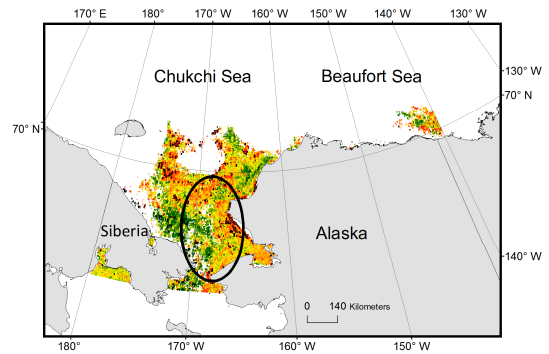 170° E 180° 170° W 160° W 150° W 140° W 130° W
Chukchi Sea Beaufort Sea
130° W
70° N
70° N
Siberia Alaska
140° W
0 140 Kilometers
180° 170° W 160° W 150° W